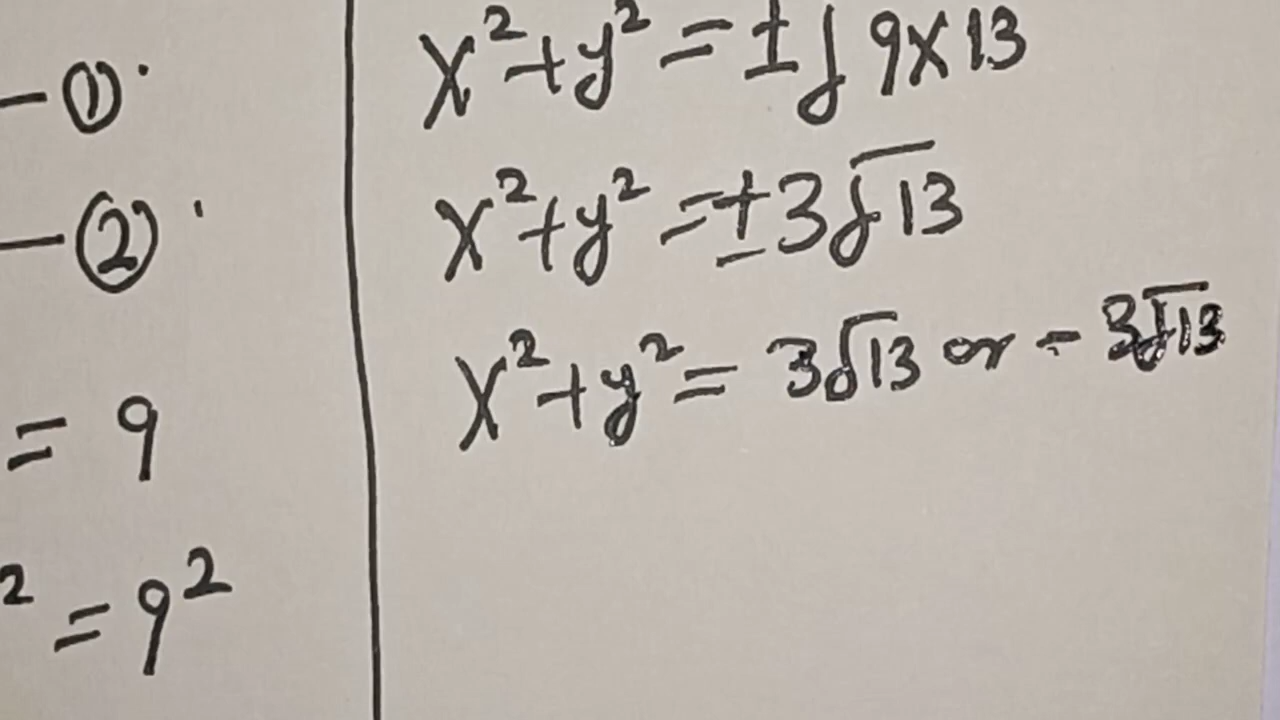 — ①
— ②
= 9
² = 9²
x² + y² = ±√9×13
x² + y² = ±3√13
x² + y² = 3√13 or - 3√13